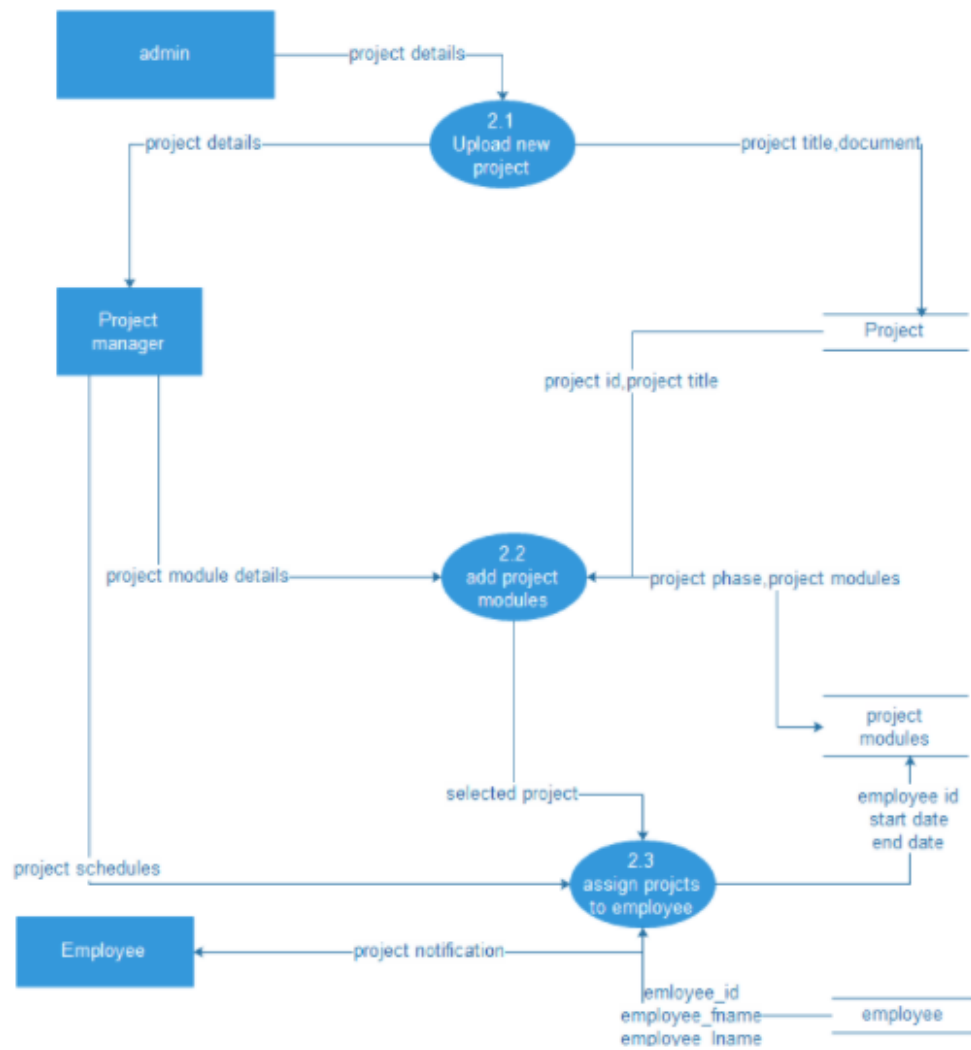 admin
project details
2.1
Upload new
project
project details
project title,document
Project
manager
Project
project id,project title
2.2
add project
modules
project module details
project phase,project modules
project
modules
selected project
employee id
start date
end date
2.3
assign projcts
to employee
project schedules
Employee
project notification
emloyee_id
employee_fname
employee_lname
employee